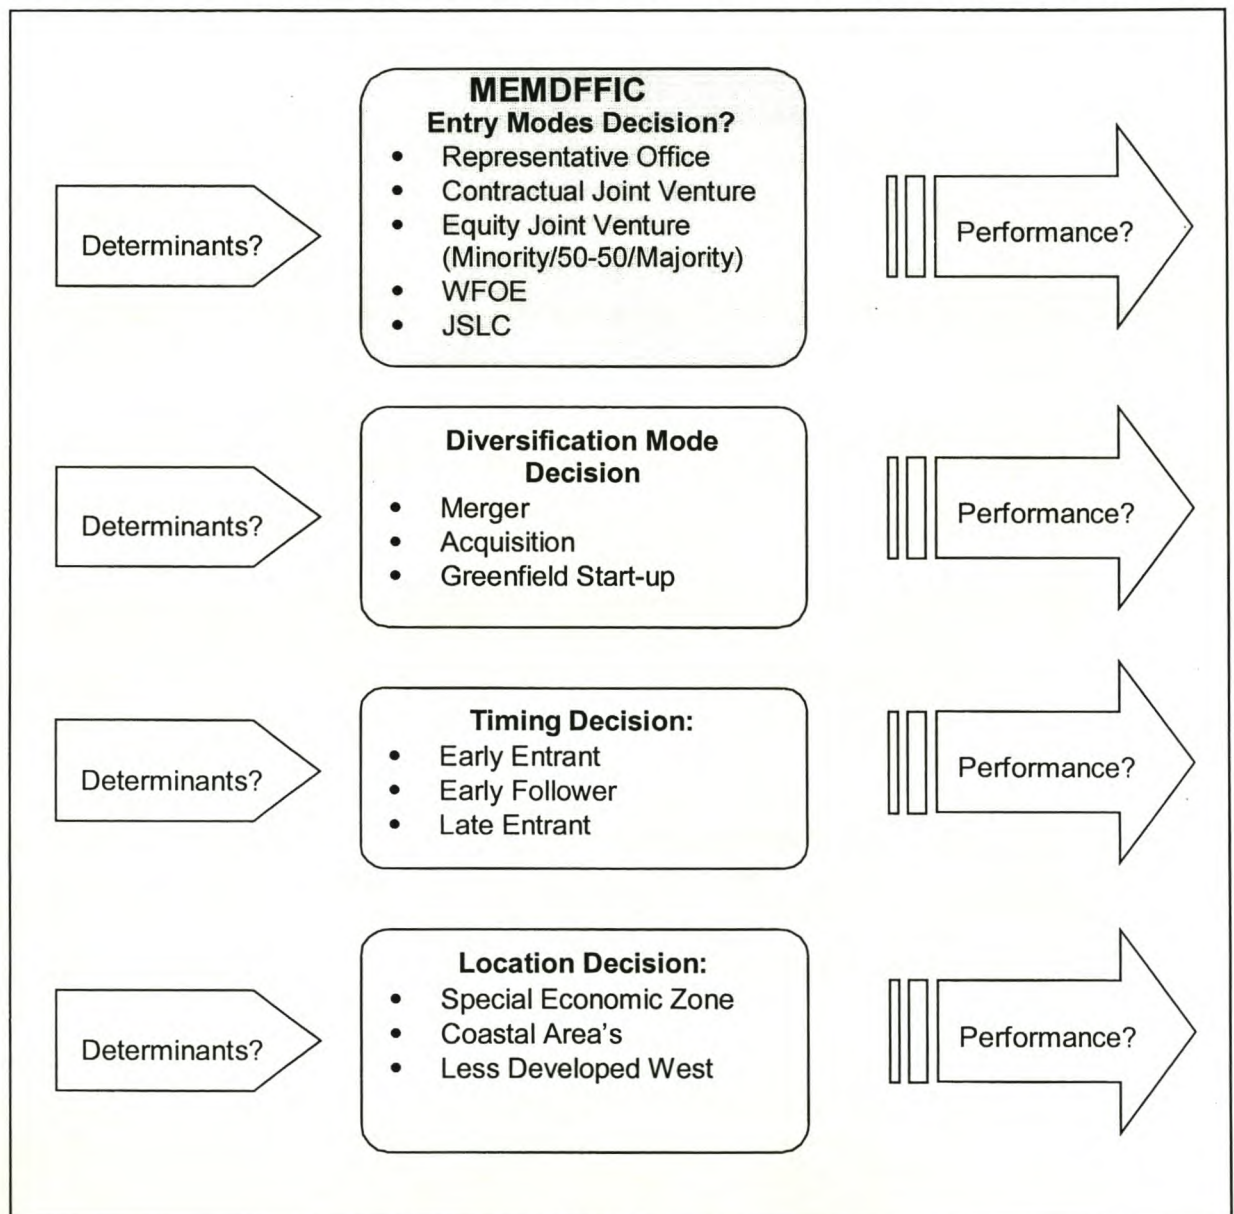 MEMDFFIC
Entry Modes Decision?
• Representative Office
• Contractual Joint Venture
• Equity Joint Venture
(Minority/50-50/Majority)
• WFOE
• JSLC
Determinants?
Performance?
Diversification Mode
Decision
• Merger
• Acquisition
• Greenfield Start-up
Determinants?
Performance?
Timing Decision:
• Early Entrant
• Early Follower
• Late Entrant
Determinants?
Performance?
Location Decision:
• Special Economic Zone
• Coastal Area's
• Less Developed West
Determinants?
Performance?